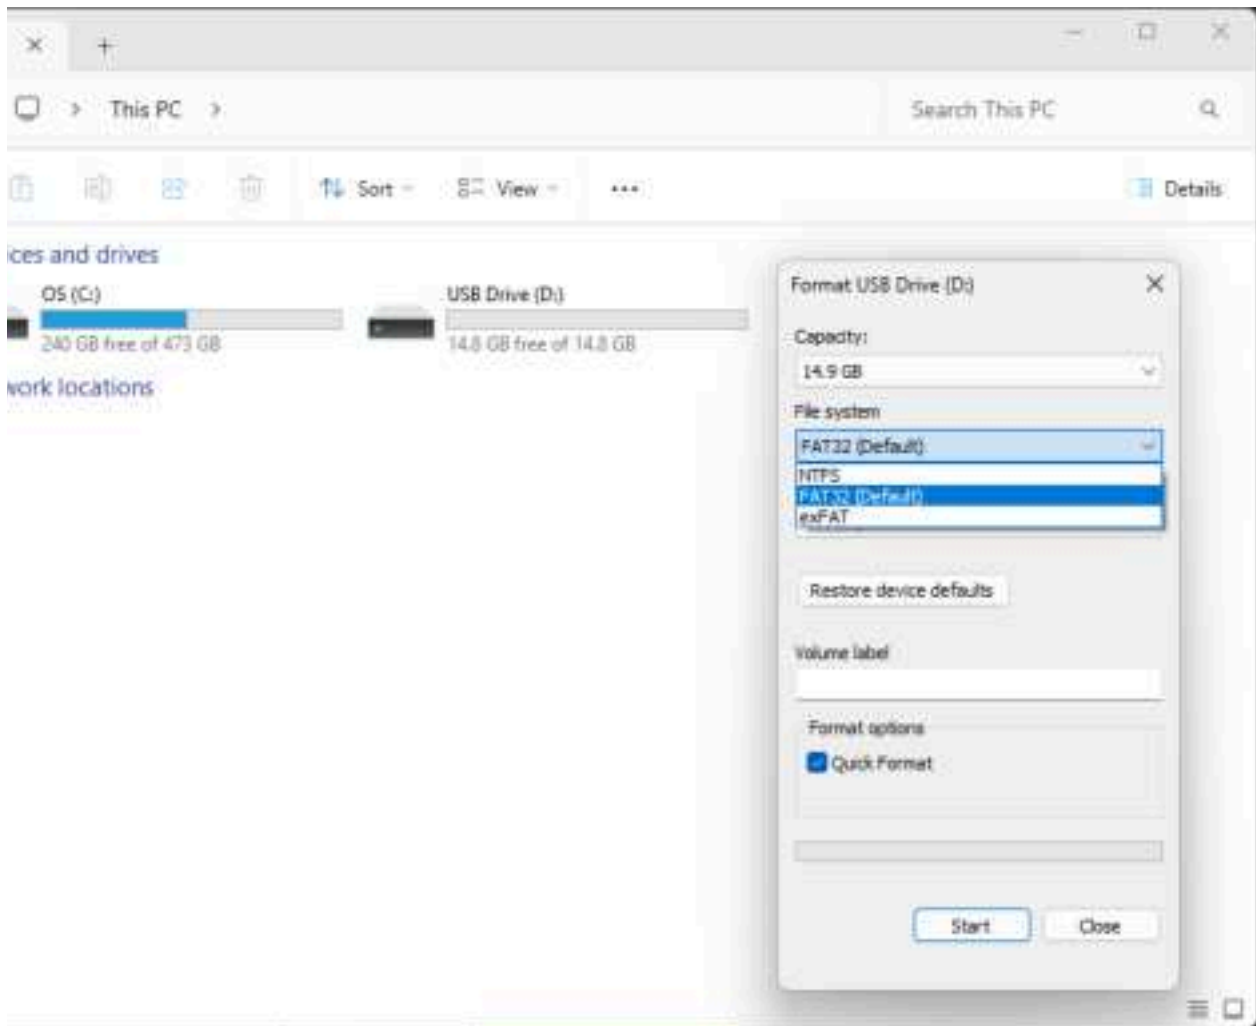 This PC
Search This PC
Sort
View
...
Details
ces and drives
OS (C:)
240 GB free of 473 GB
USB Drive (D:)
14.8 GB free of 14.8 GB
work locations
Format USB Drive (D:)
Capacity:
14.9 GB
File system
FAT32 (Default)
NTFS
FAT32 (Default)
exFAT
Restore device defaults
Volume label
Format options
Quick Format
Start
Close